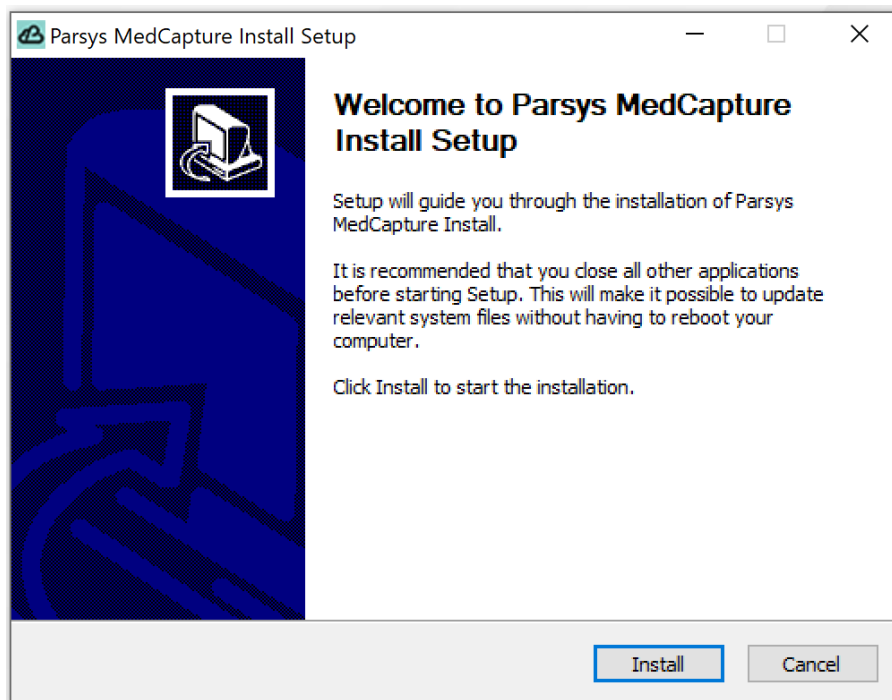 Parsys MedCapture Install Setup
Welcome to Parsys MedCapture
Install Setup
Setup will guide you through the installation of Parsys
MedCapture Install.
It is recommended that you close all other applications
before starting Setup. This will make it possible to update
relevant system files without having to reboot your
computer.
Click Install to start the installation.
Install
Cancel